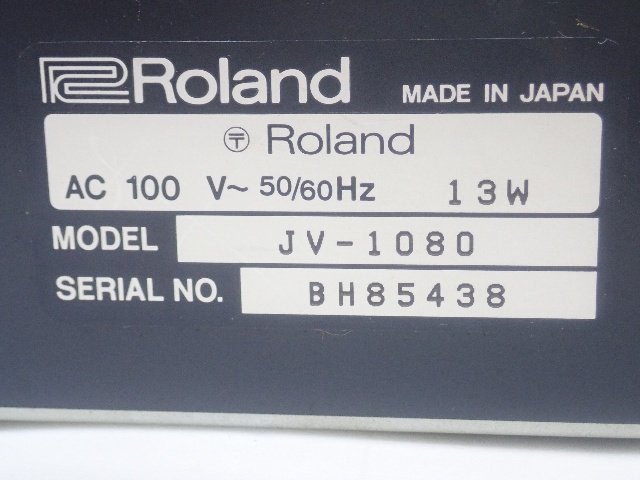 Roland MADE IN JAPAN
〶 Roland
AC 100 V~ 50/60Hz 13W
MODEL JV-1080
SERIAL NO. BH85438